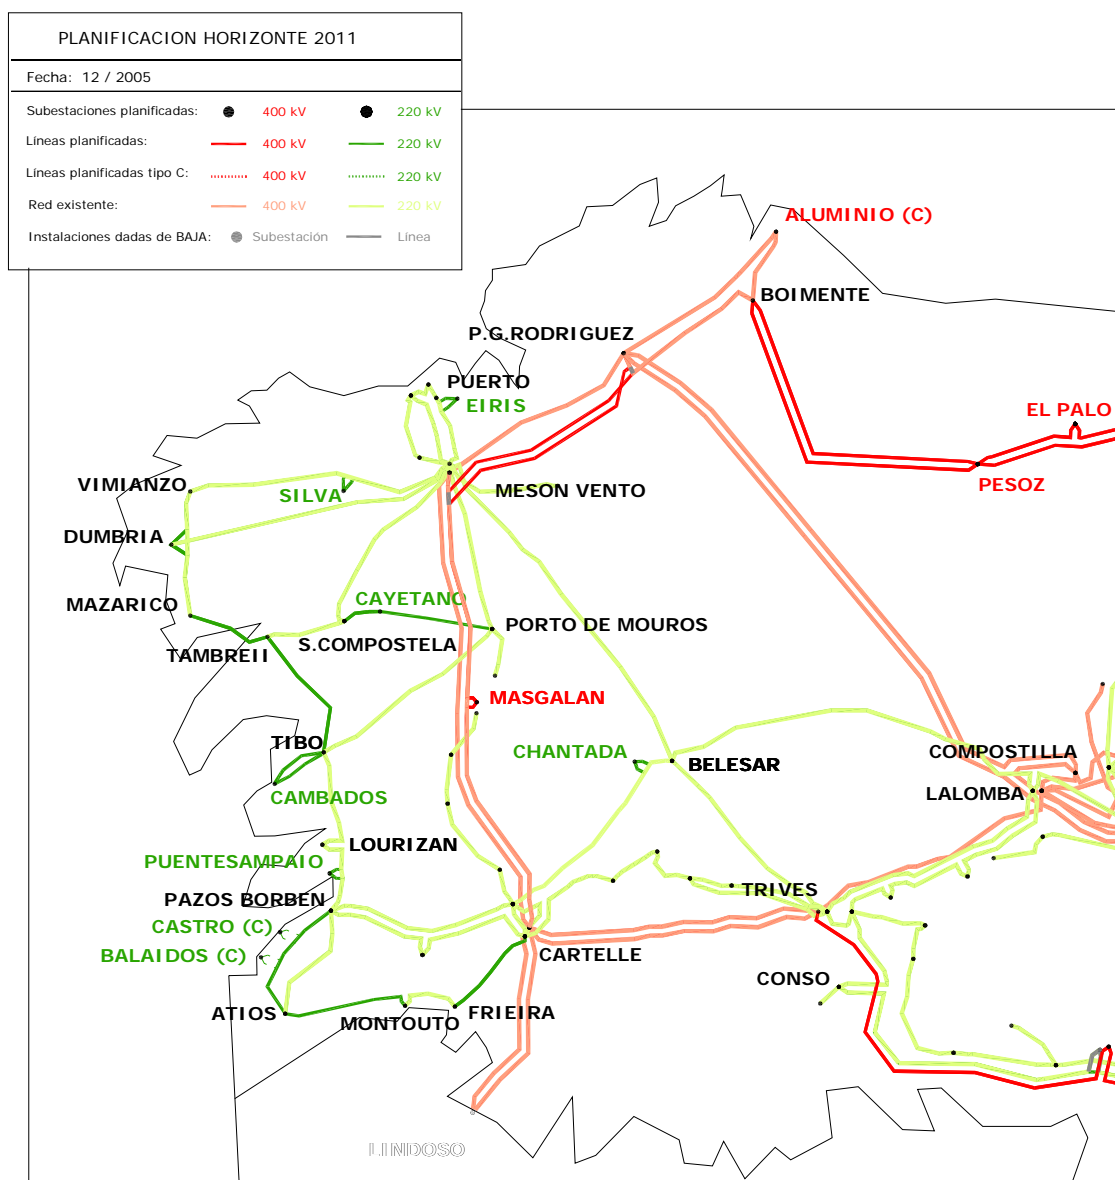 PLANIFICACION HORIZONTE 2011
Fecha: 12 / 2005
Subestaciones planificadas: 400 kV 220 kV
Líneas planificadas: 400 kV 220 kV
Líneas planificadas tipo C: 400 kV 220 kV
Red existente: 400 kV 220 kV
Instalaciones dadas de BAJA: Subestación Línea
ALUMINIO (C)
BOIMENTE
P.G.RODRIGUEZ
PUERTO
EIRIS
EL PALO
VIMIANZO
SILVA
MESON VENTO
PESOZ
DUMBRIA
MAZARICO
CAYETANO
PORTO DE MOUROS
S.COMPOSTELA
TAMBREII
MASGALAN
TIBO
CHANTADA
BELESAR
COMPOSTILLA
CAMBADOS
LALOMBA
LOURIZAN
PUENTESAMPAIO
PAZOS BORBEN
TRIVES
CASTRO (C)
BALAIDOS (C)
CARTELLE
CONSO
ATIOS
MONTOUTO
FRIEIRA
LINDOSO